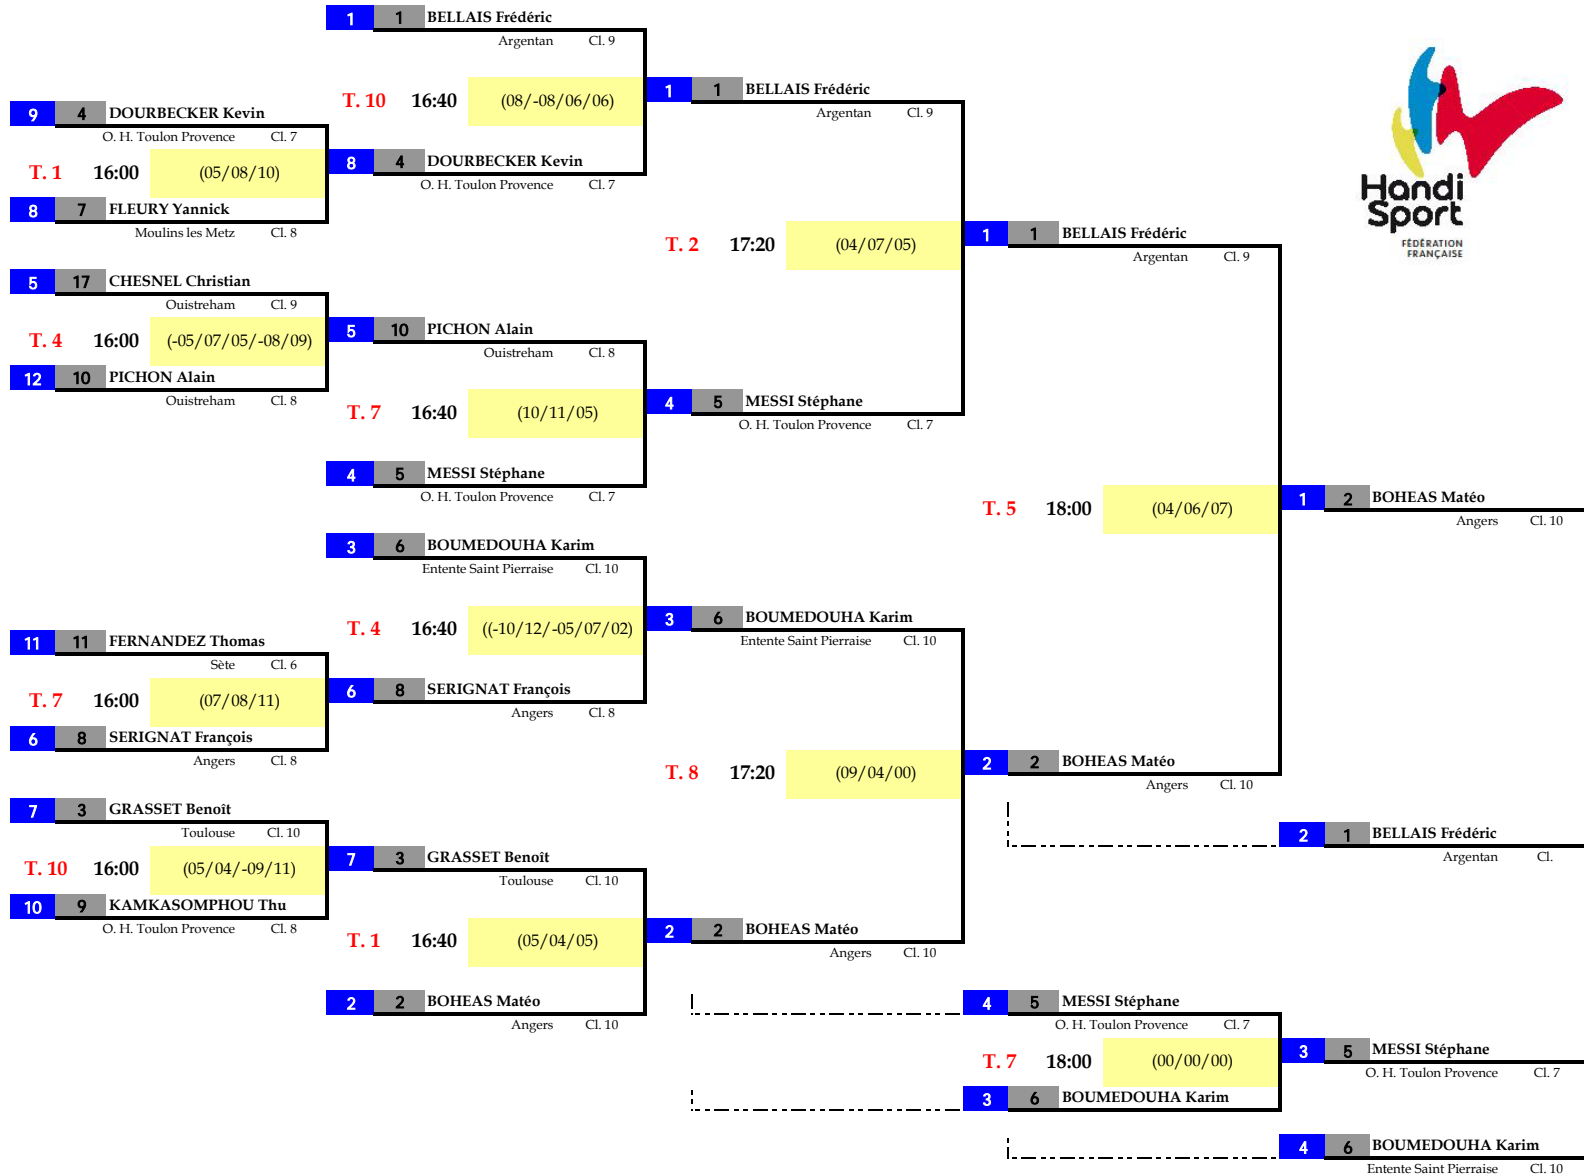 1 1 BELLAIS Frédéric
Argentan Cl. 9
T. 10 16:40 (08/-08/06/06)
1 1 BELLAIS Frédéric
Argentan Cl. 9
9 4 DOURBECKER Kevin
O. H. Toulon Provence Cl. 7
T. 1 16:00 (05/08/10)
8 4 DOURBECKER Kevin
O. H. Toulon Provence Cl. 7
8 7 FLEURY Yannick
Moulins les Metz Cl. 8
Handi
Sport
FÉDÉRATION
FRANÇAISE
T. 2 17:20 (04/07/05)
1 1 BELLAIS Frédéric
Argentan Cl. 9
5 17 CHESNEL Christian
Ouistreham Cl. 9
T. 4 16:00 (-05/07/05/-08/09)
5 10 PICHON Alain
Ouistreham Cl. 8
12 10 PICHON Alain
Ouistreham Cl. 8
T. 7 16:40 (10/11/05)
4 5 MESSI Stéphane
O. H. Toulon Provence Cl. 7
4 5 MESSI Stéphane
O. H. Toulon Provence Cl. 7
T. 5 18:00 (04/06/07)
1 2 BOHEAS Matéo
Angers Cl. 10
3 6 BOUMEDOUHA Karim
Entente Saint Pierraise Cl. 10
T. 4 16:40 ((-10/12/-05/07/02)
3 6 BOUMEDOUHA Karim
Entente Saint Pierraise Cl. 10
11 11 FERNANDEZ Thomas
Sète Cl. 6
T. 7 16:00 (07/08/11)
6 8 SERIGNAT François
Angers Cl. 8
6 8 SERIGNAT François
Angers Cl. 8
T. 8 17:20 (09/04/00)
2 2 BOHEAS Matéo
Angers Cl. 10
7 3 GRASSET Benoît
Toulouse Cl. 10
2 1 BELLAIS Frédéric
Argentan Cl.
T. 10 16:00 (05/04/-09/11)
7 3 GRASSET Benoît
Toulouse Cl. 10
10 9 KAMKASOMPHOU Thu
O. H. Toulon Provence Cl. 8
T. 1 16:40 (05/04/05)
2 2 BOHEAS Matéo
Angers Cl. 10
2 2 BOHEAS Matéo
Angers Cl. 10
4 5 MESSI Stéphane
O. H. Toulon Provence Cl. 7
T. 7 18:00 (00/00/00)
3 5 MESSI Stéphane
O. H. Toulon Provence Cl. 7
3 6 BOUMEDOUHA Karim
4 6 BOUMEDOUHA Karim
Entente Saint Pierraise Cl. 10